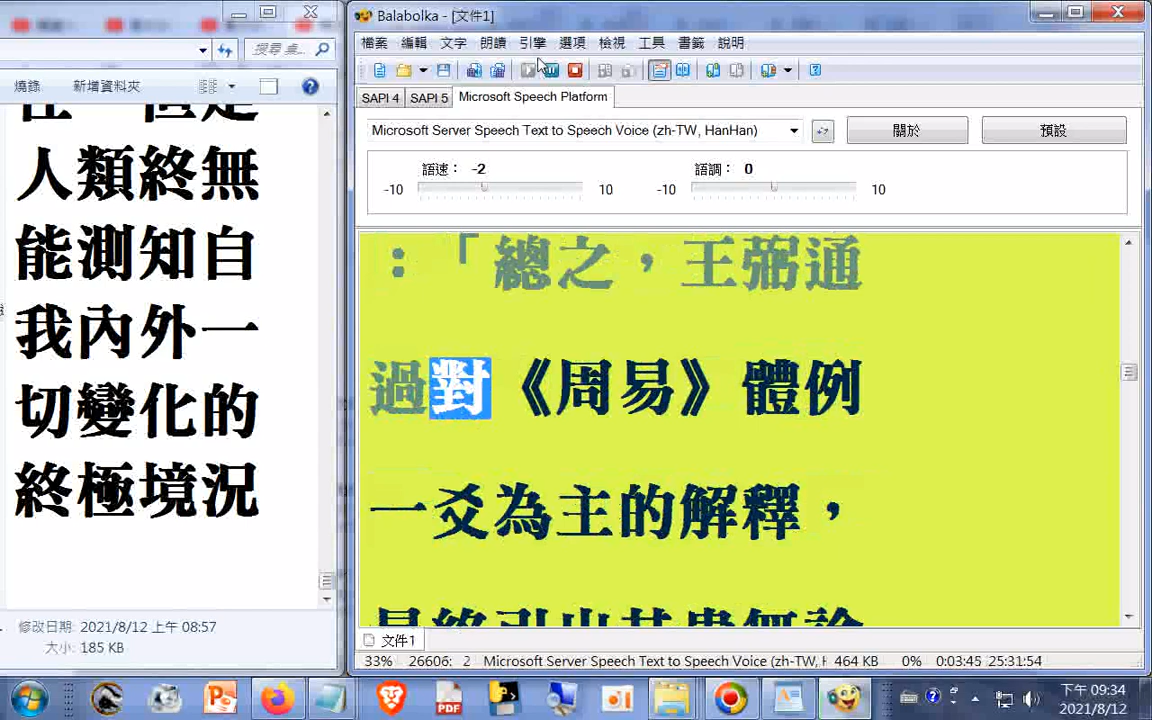 Balabolka - [文件1]
搜尋桌...
檔案 編輯 文字 朗讀 引擎 選項 檢視 工具 書籤 說明
燒錄 新增資料夾
SAPI 4 SAPI 5 Microsoft Speech Platform
Microsoft Server Speech Text to Speech Voice (zh-TW, HanHan) 關於 預設
語速： -2 語調： 0
-10 10 -10 10
人類終無
能測知自
我內外一
切變化的
終極境況
：「總之，王弼通
過對《周易》體例
一爻為主的解釋，
修改日期: 2021/8/12 上午 08:57
大小: 185 KB
文件1
33% 26606: 2 Microsoft Server Speech Text to Speech Voice (zh-TW, 464 KB 0% 0:03:45 25:31:54
PDF
下午 09:34
2021/8/12